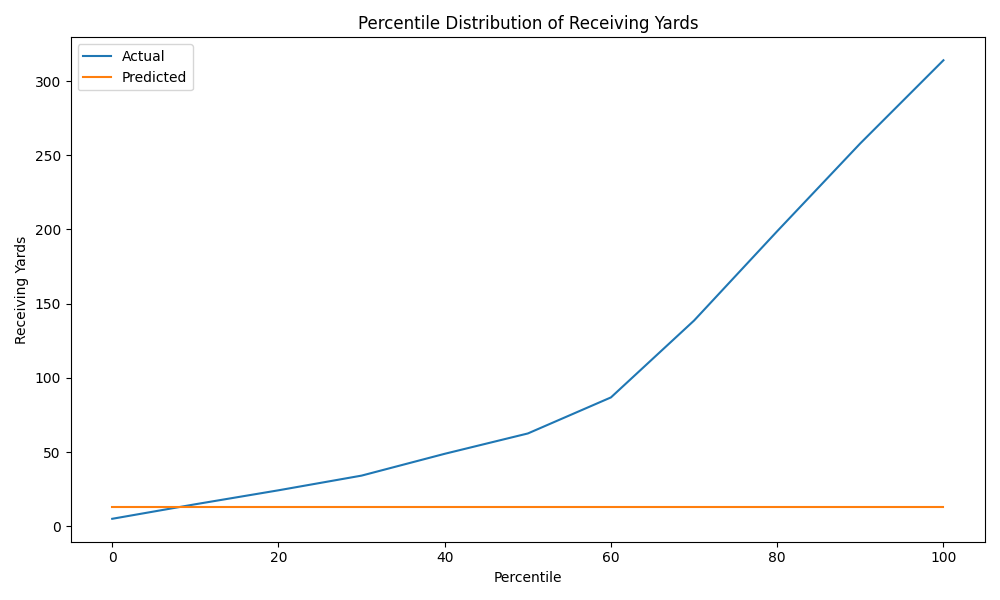 Percentile Distribution of Receiving Yards
Actual
Predicted
300
250
200
150
100
50
0
Receiving Yards
0 20 40 60 80 100
Percentile